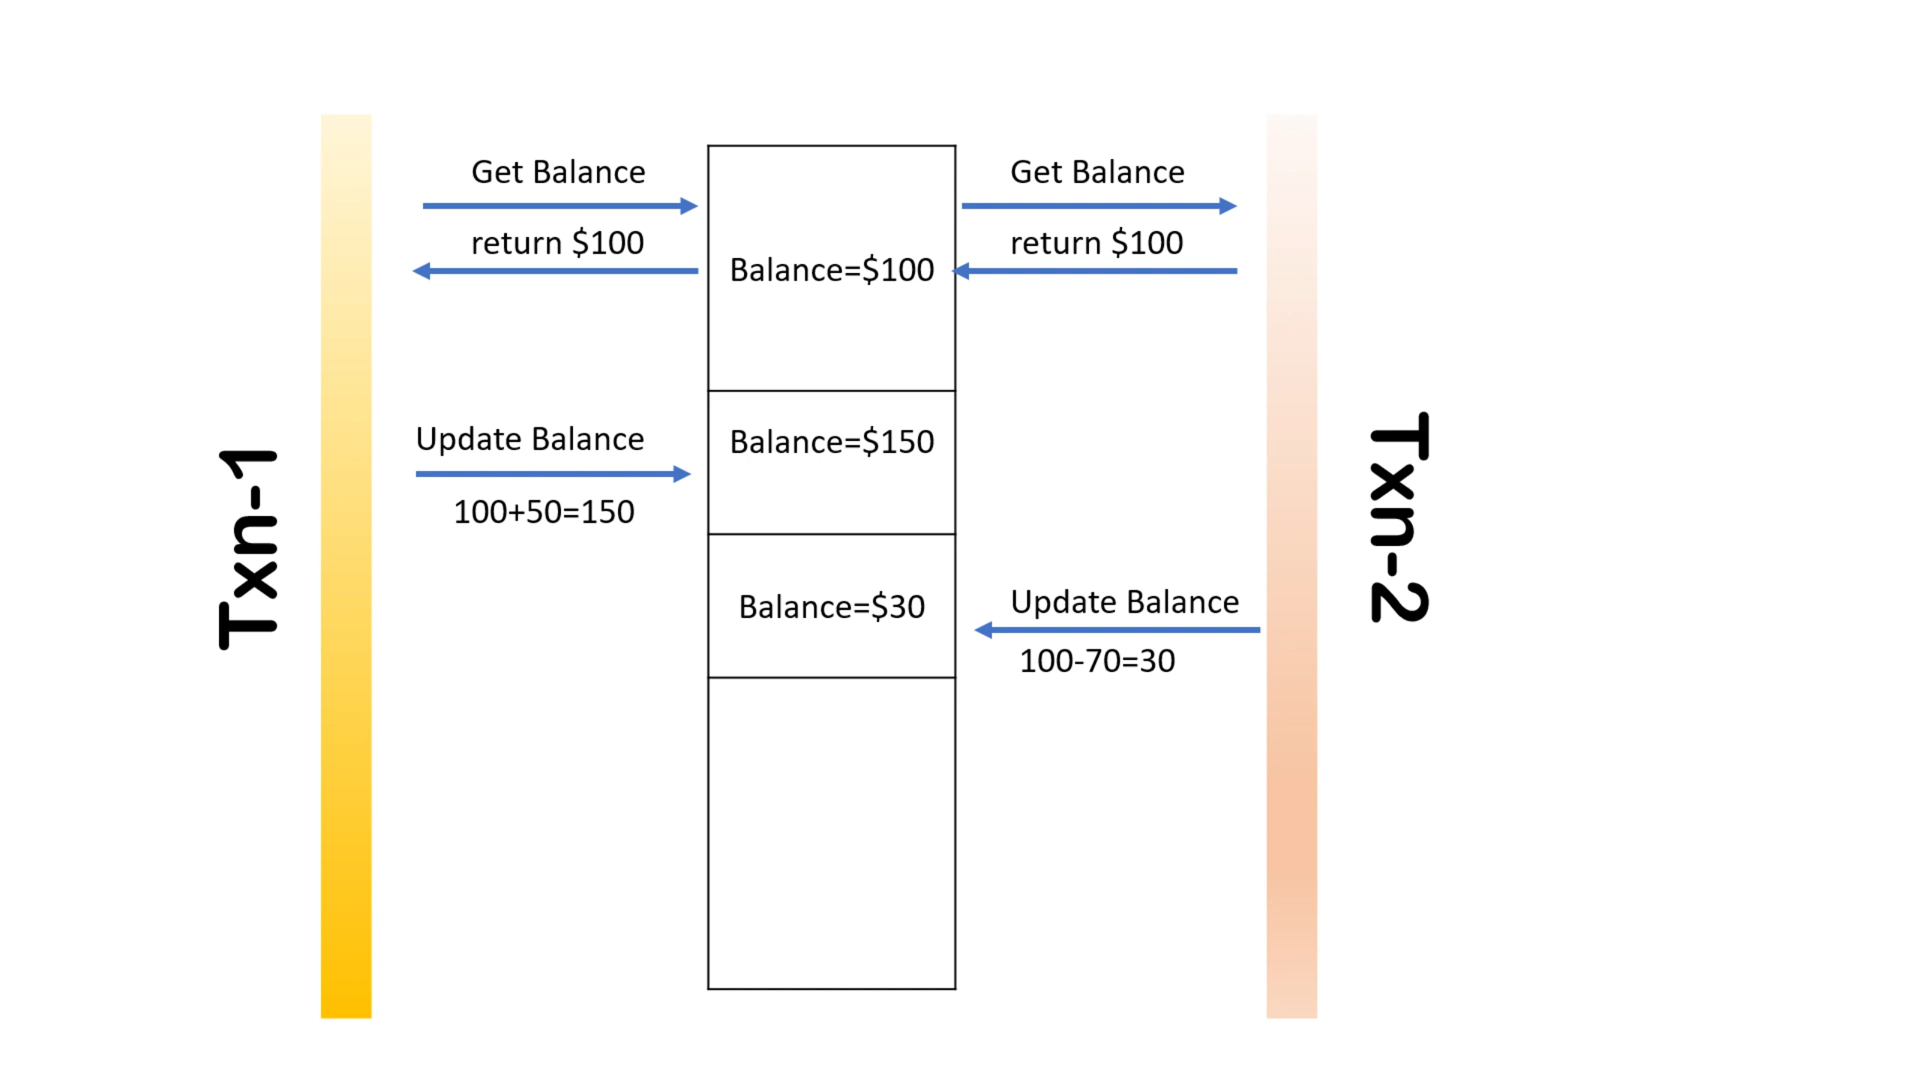 Get Balance
return $100
Balance=$100
Get Balance
return $100
Update Balance
100+50=150
Balance=$150
Balance=$30
Update Balance
100-70=30
Txn-1
Txn-2